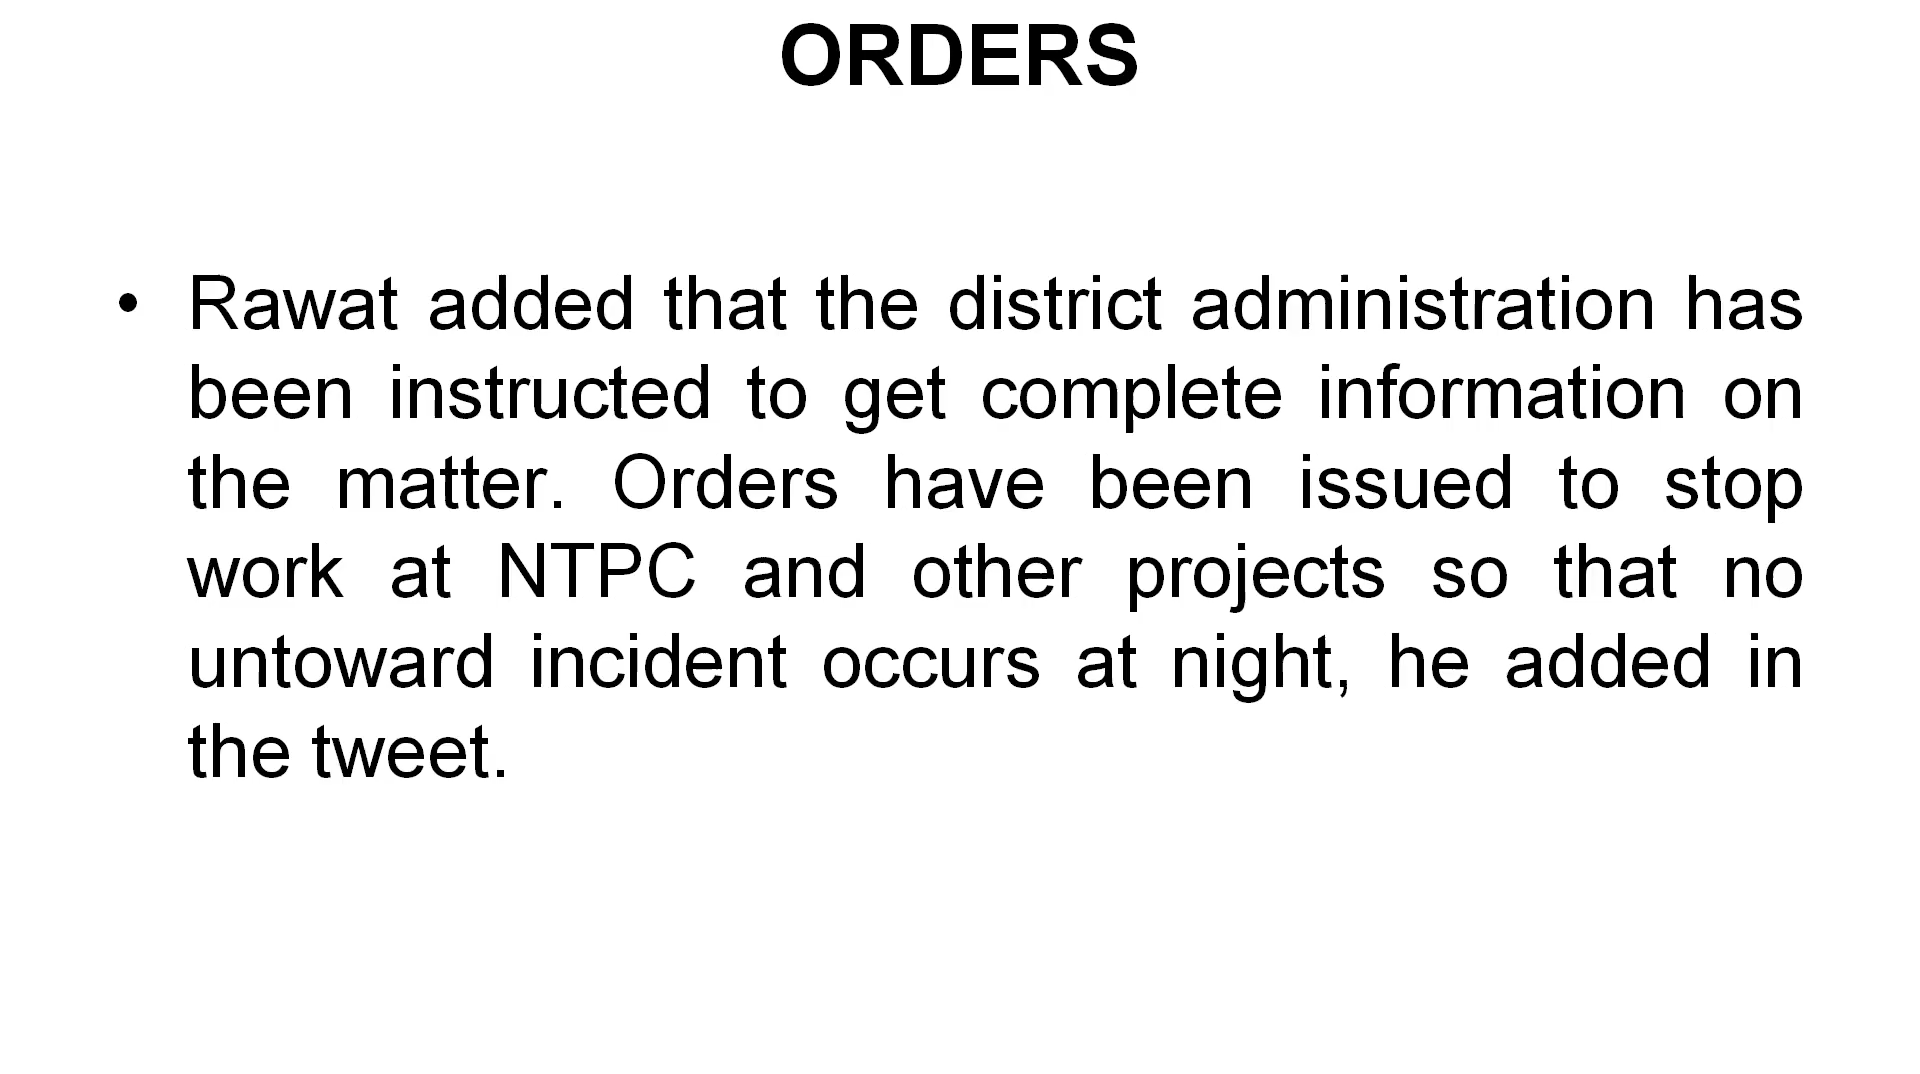 ORDERS
• Rawat added that the district administration has
been instructed to get complete information on
the matter. Orders have been issued to stop
work at NTPC and other projects so that no
untoward incident occurs at night, he added in
the tweet.